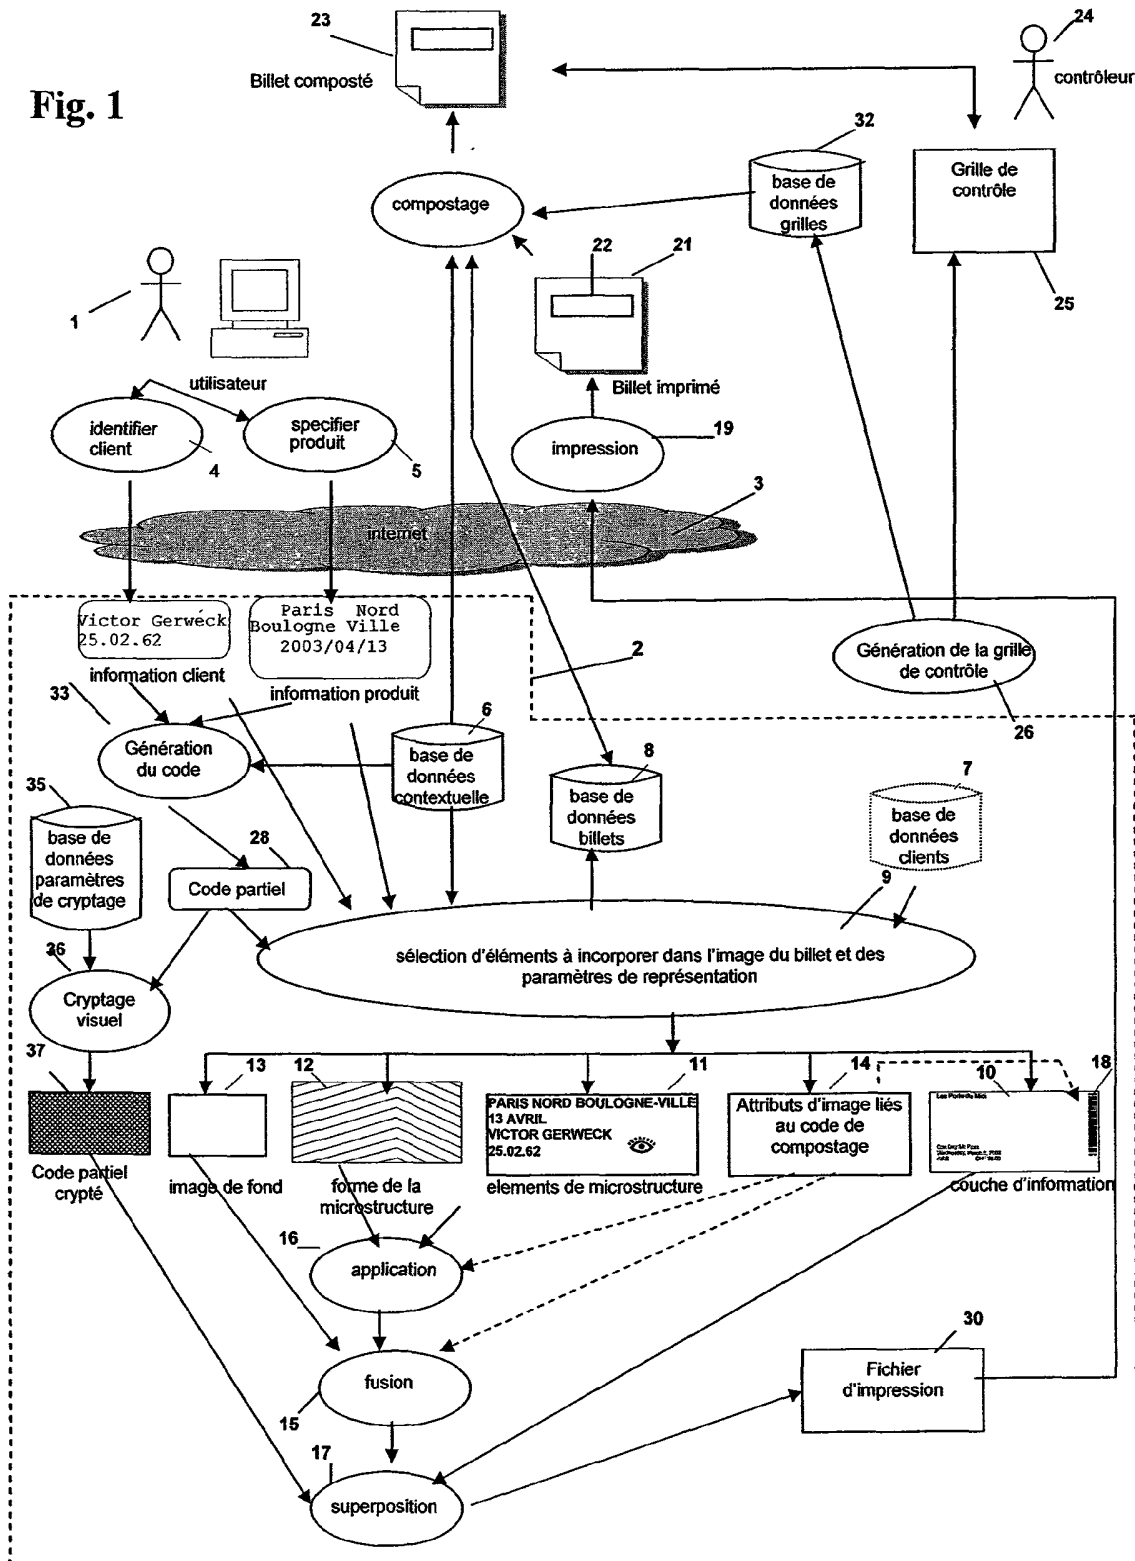 23
24
Billet composté
contrôleur
Fig. 1
32
base de
données
grilles
Grille de
contrôle
compostage
22
21
25
1
utilisateur
Billet imprimé
identifier
client
specifier
produit
4
5
impression
19
3
internet
Victor Gerweck
25.02.62
Paris Nord
Boulogne Ville
2003/04/13
2
Génération de la grille
de contrôle
information client
33
information produit
6
26
Génération
du code
base de
données
contextuelle
8
7
35
base de
données
paramètres
de cryptage
base de
données
billets
base de
données
clients
28
Code partiel
9
36
sélection d'éléments à incorporer dans l'image du billet et des
paramètres de représentation
Cryptage
visuel
37
13
12
11
14
10
18
PARIS NORD BOULOGNE-VILLE
13 AVRIL
VICTOR GERWECK
25.02.62
Attributs d'image liés
au code de
compostage
Code partiel
crypté
image de fond
forme de la
microstructure
elements de microstructure
couche d'information
16
application
30
fusion
Fichier
d'impression
15
17
superposition